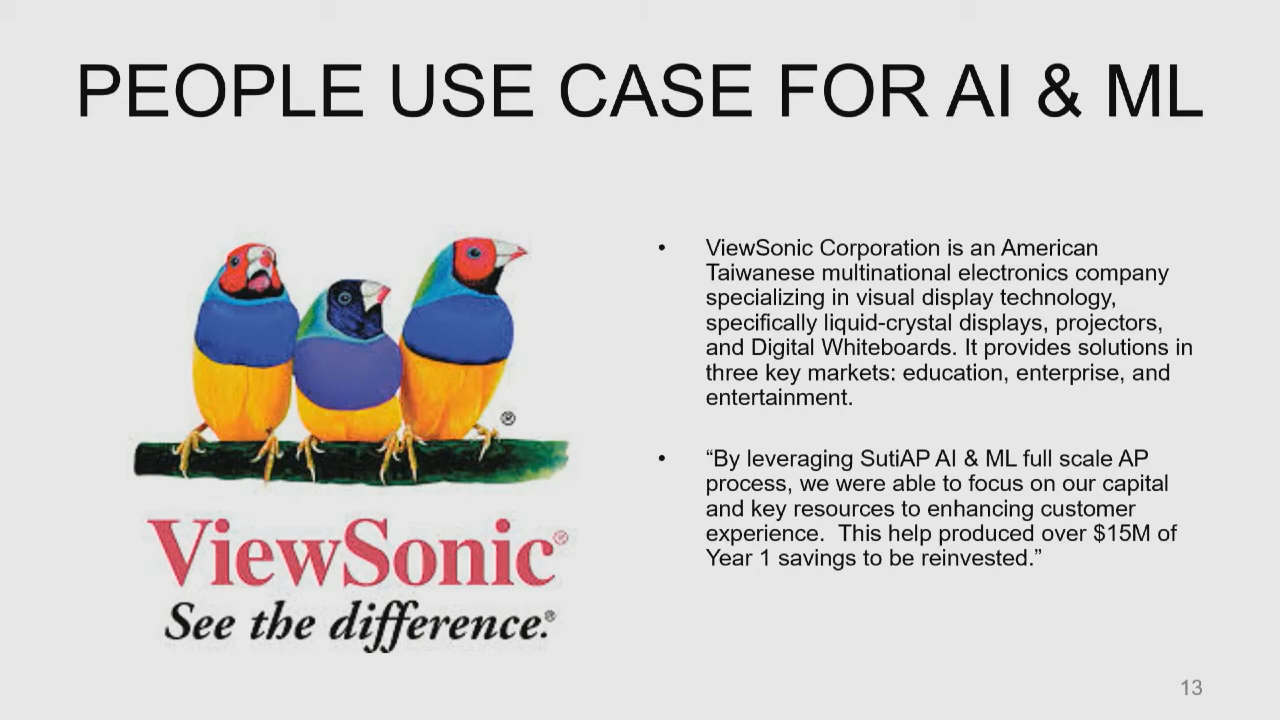 PEOPLE USE CASE FOR AI & ML
®
ViewSonic®
See the difference.®
• ViewSonic Corporation is an American
Taiwanese multinational electronics company
specializing in visual display technology,
specifically liquid-crystal displays, projectors,
and Digital Whiteboards. It provides solutions in
three key markets: education, enterprise, and
entertainment.
• “By leveraging SutiAP AI & ML full scale AP
process, we were able to focus on our capital
and key resources to enhancing customer
experience.  This help produced over $15M of
Year 1 savings to be reinvested.”
13